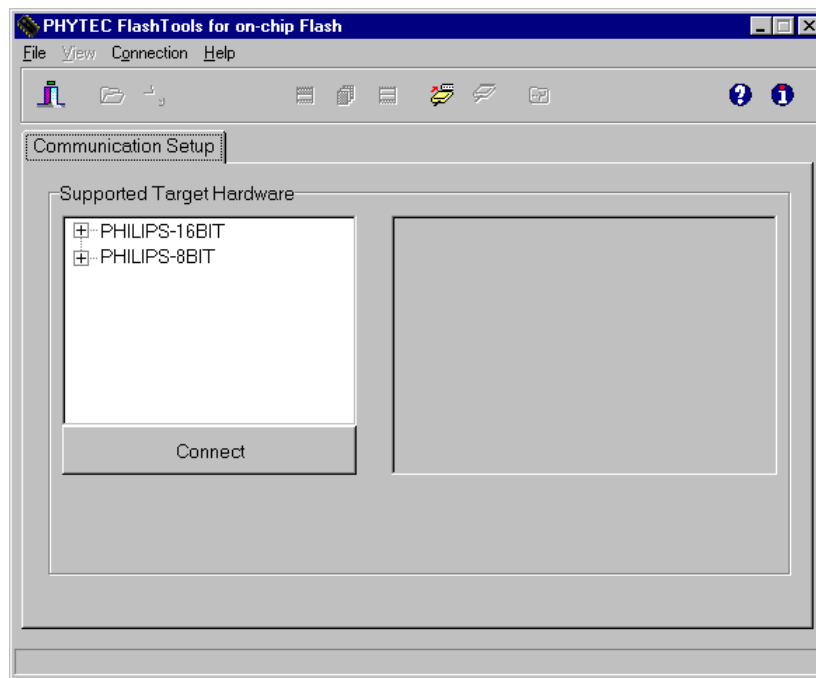 PHYTEC FlashTools for on-chip Flash
File View Connection Help
Communication Setup
Supported Target Hardware
PHILIPS-16BIT
PHILIPS-8BIT
Connect